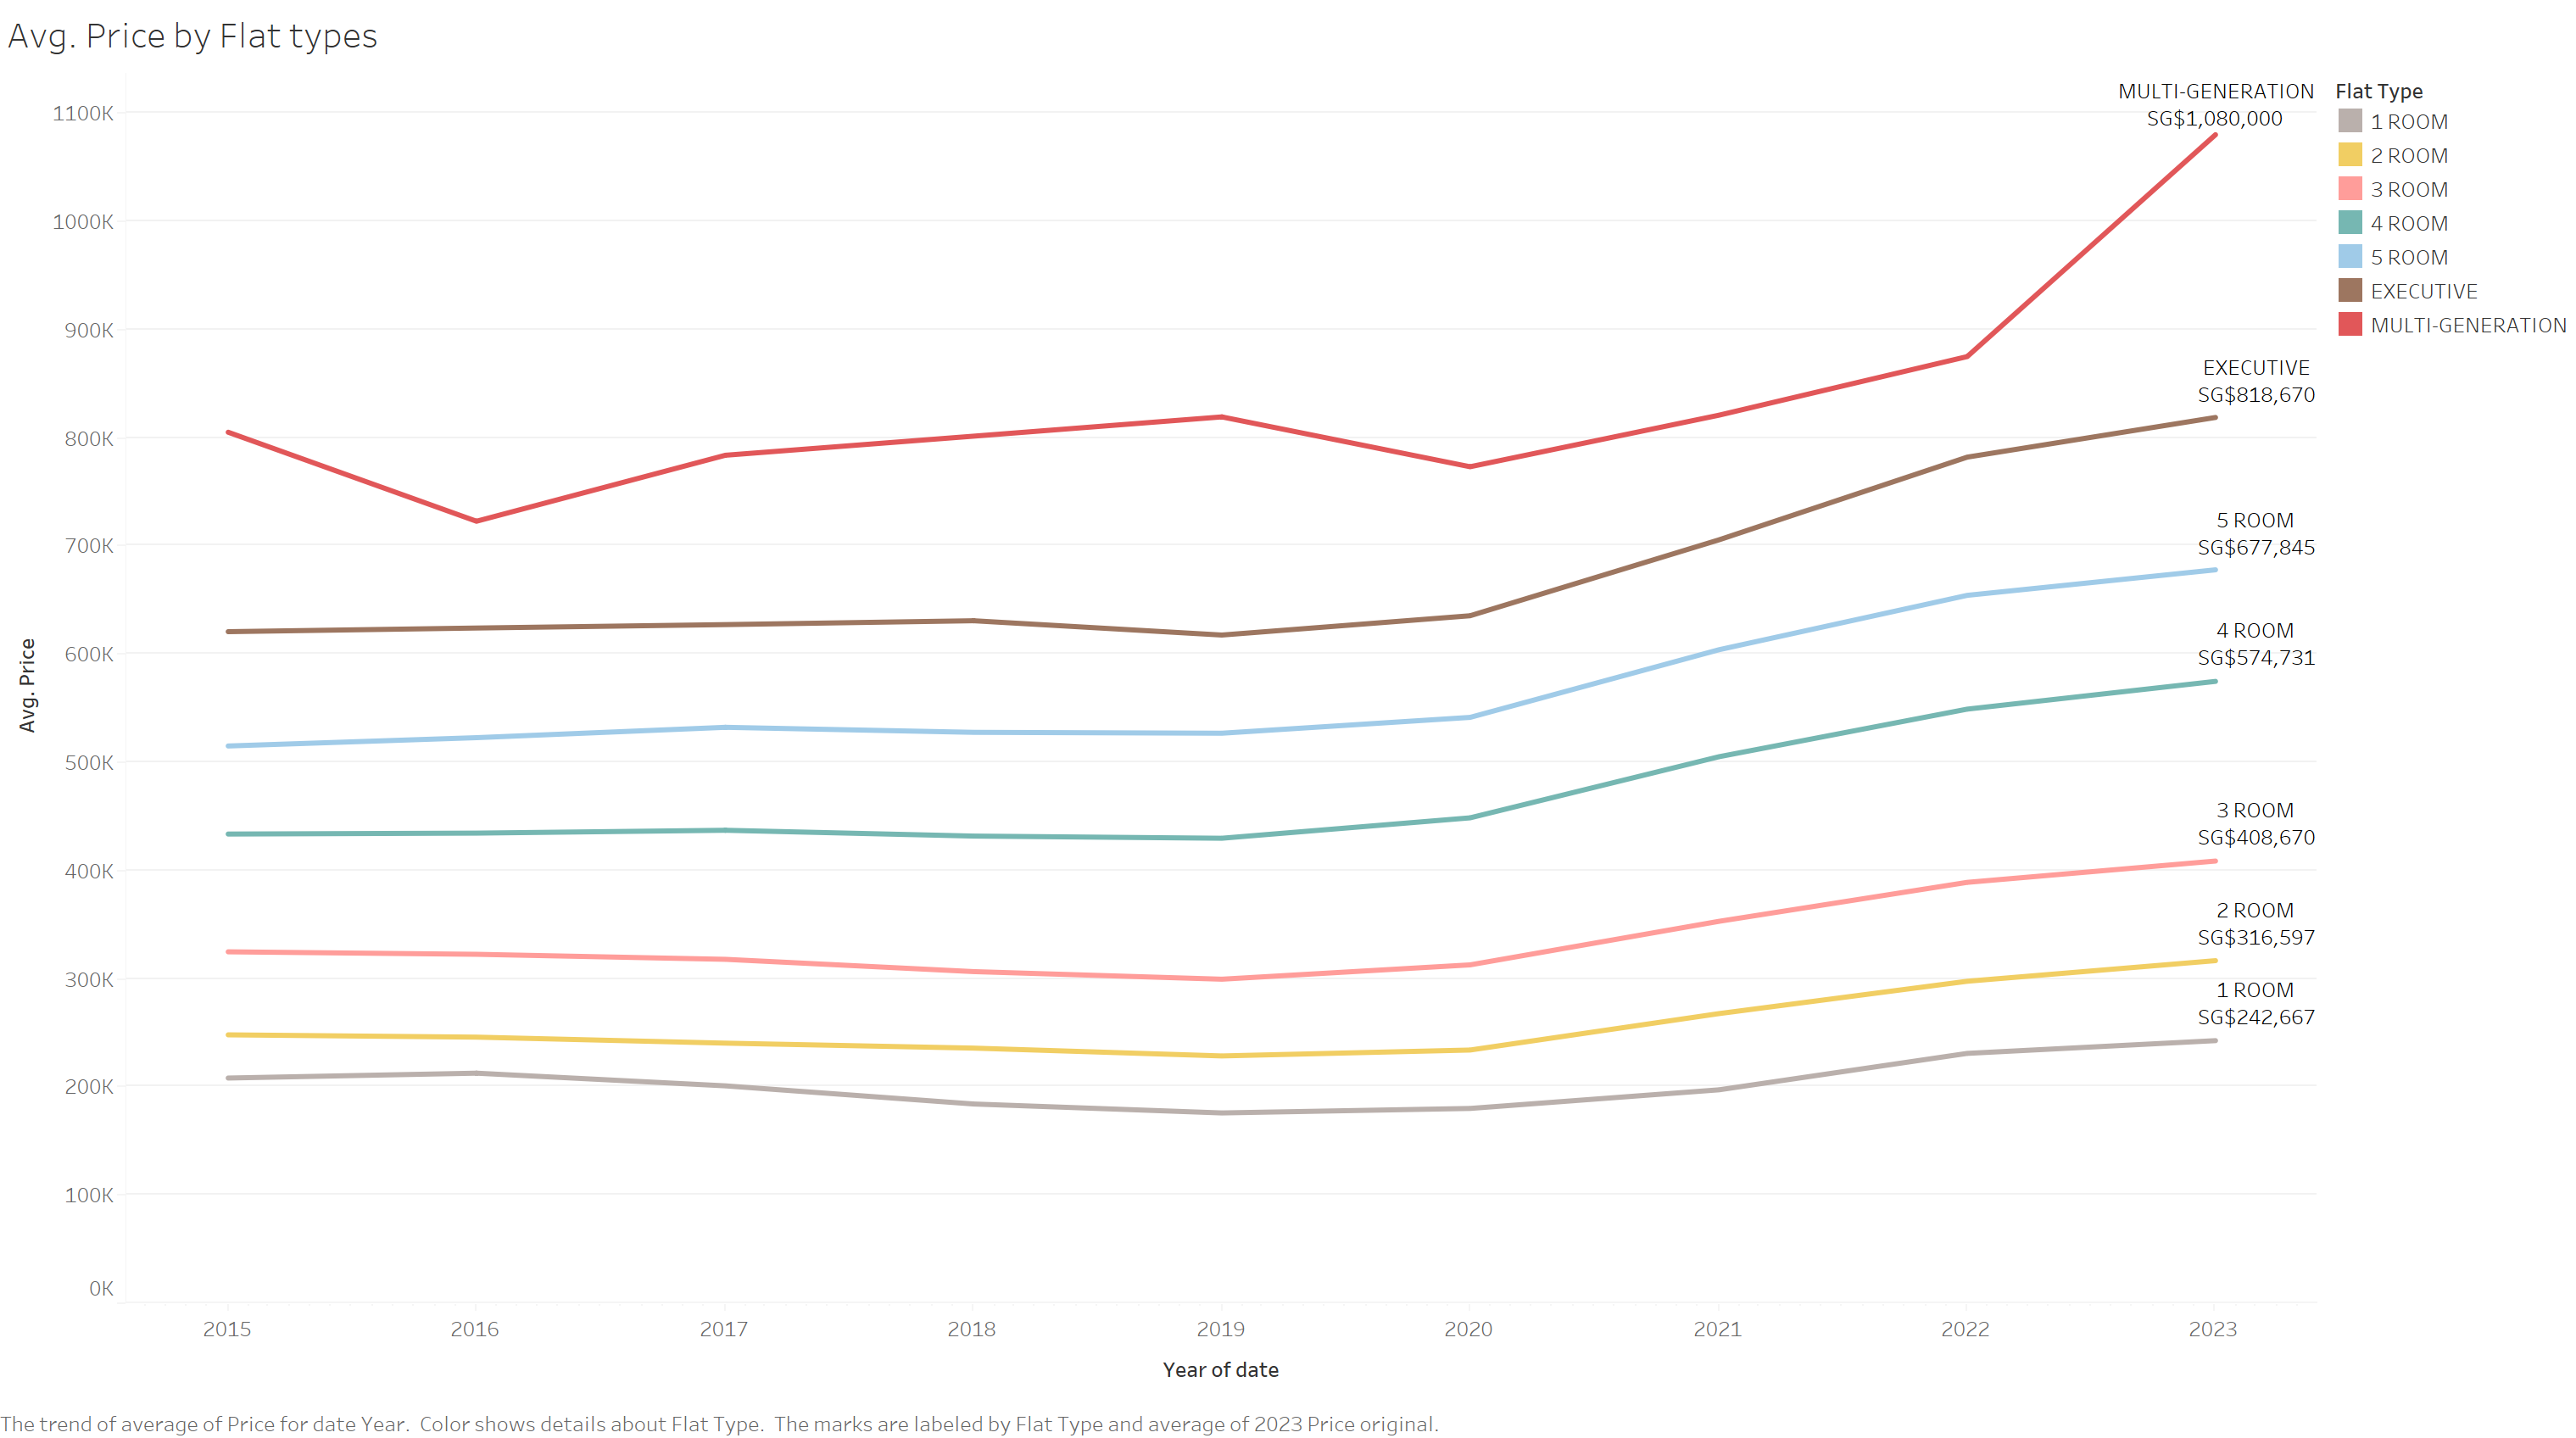 Avg. Price by Flat types
MULTI-GENERATION
SG$1,080,000
EXECUTIVE
SG$818,670
5 ROOM
SG$677,845
4 ROOM
SG$574,731
3 ROOM
SG$408,670
2 ROOM
SG$316,597
1 ROOM
SG$242,667
Flat Type
1 ROOM
2 ROOM
3 ROOM
4 ROOM
5 ROOM
EXECUTIVE
MULTI-GENERATION
Avg. Price
1100K
1000K
900K
800K
700K
600K
500K
400K
300K
200K
100K
0K
2015 2016 2017 2018 2019 2020 2021 2022 2023
Year of date
The trend of average of Price for date Year.  Color shows details about Flat Type.  The marks are labeled by Flat Type and average of 2023 Price original.